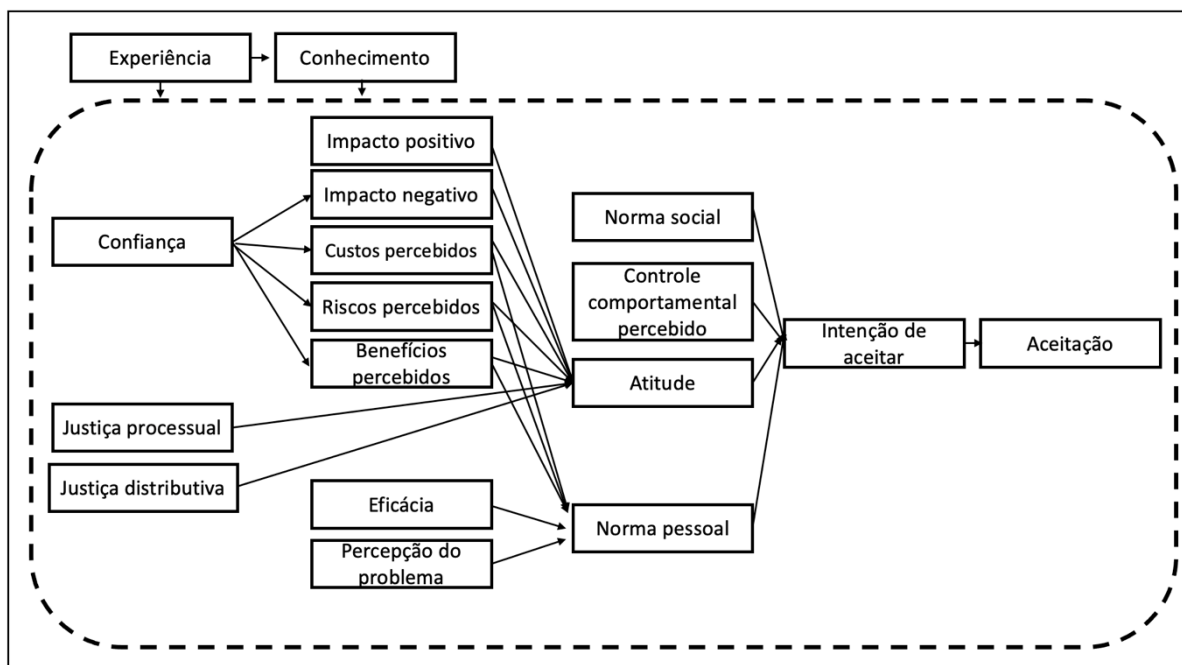 Experiência
Conhecimento
Impacto positivo
Impacto negativo
Confiança
Custos percebidos
Riscos percebidos
Benefícios
percebidos
Justiça processual
Justiça distributiva
Eficácia
Percepção do
problema
Norma social
Controle
comportamental
percebido
Atitude
Norma pessoal
Intenção de
aceitar
Aceitação